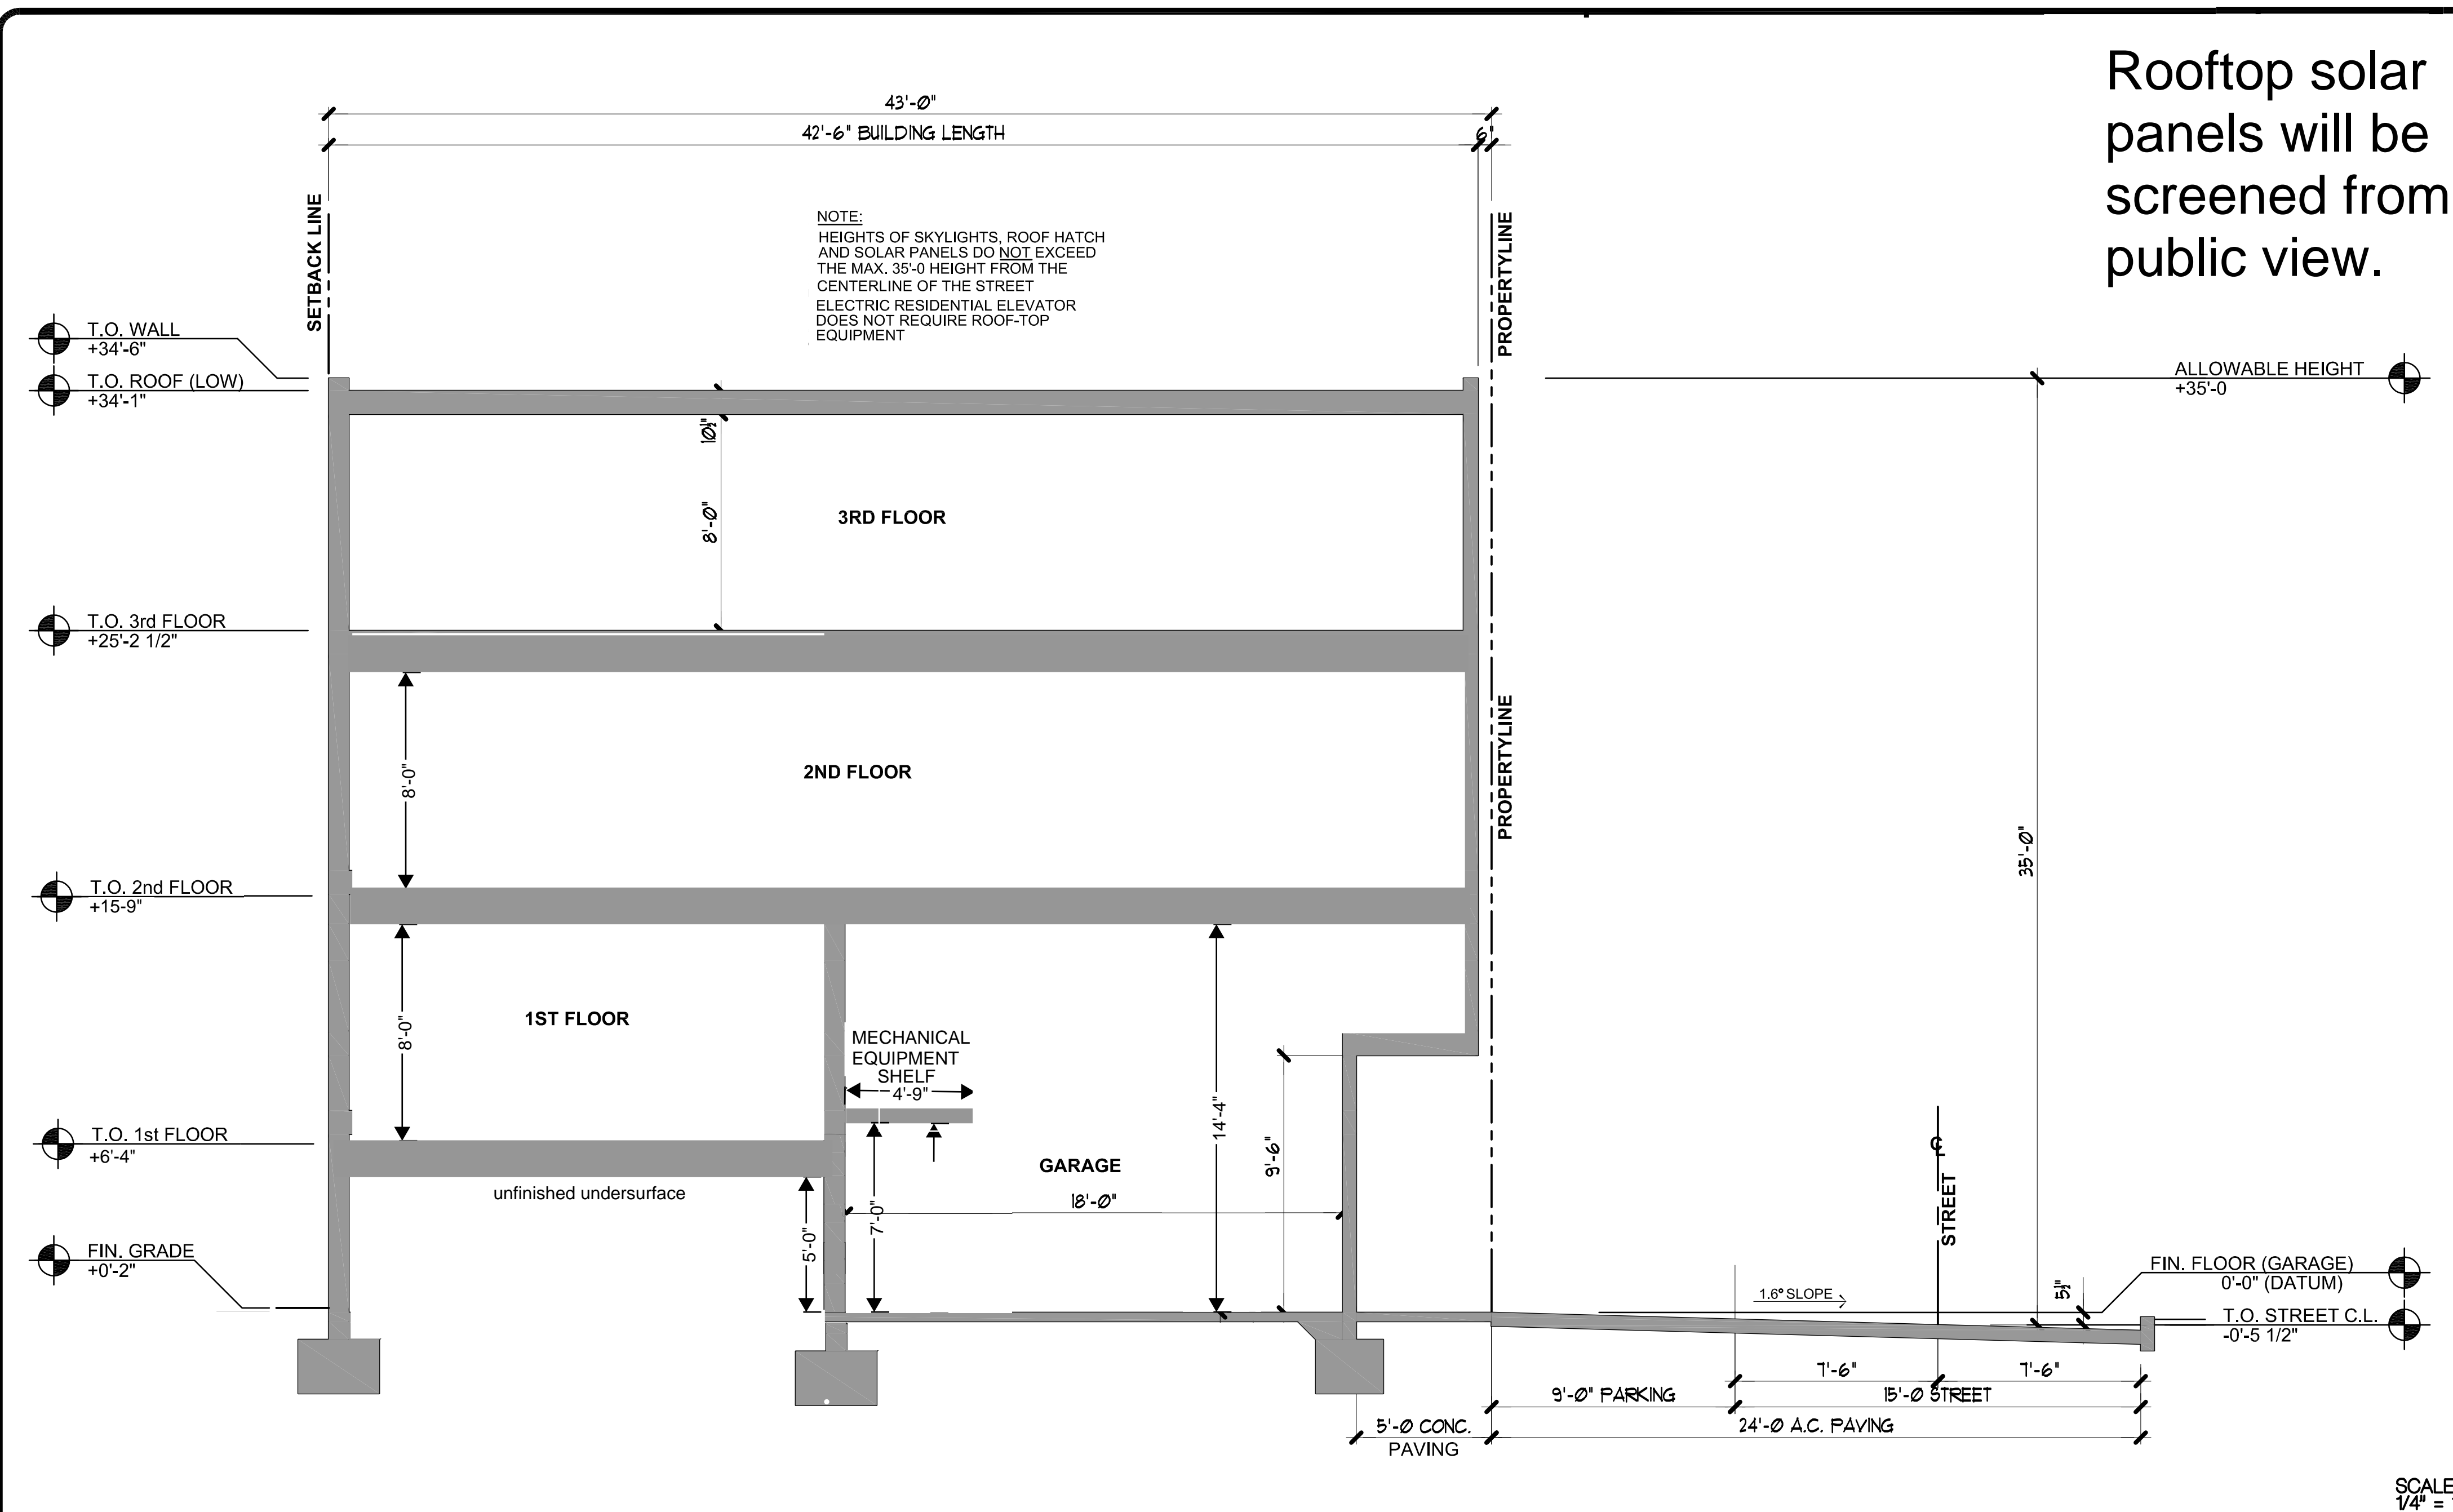 Rooftop solar
panels will be
screened from
public view.
43'-0"
42'-6" BUILDING LENGTH
6"
SETBACK LINE
PROPERTYLINE
NOTE:
HEIGHTS OF SKYLIGHTS, ROOF HATCH
AND SOLAR PANELS DO NOT EXCEED
THE MAX. 35'-0 HEIGHT FROM THE
CENTERLINE OF THE STREET
ELECTRIC RESIDENTIAL ELEVATOR
DOES NOT REQUIRE ROOF-TOP
EQUIPMENT
T.O. WALL
+34'-6"
T.O. ROOF (LOW)
+34'-1"
ALLOWABLE HEIGHT
+35'-0
10½"
8'-0"
3RD FLOOR
T.O. 3rd FLOOR
+25'-2 1/2"
8'-0"
2ND FLOOR
PROPERTYLINE
35'-0"
T.O. 2nd FLOOR
+15-9"
8'-0"
1ST FLOOR
MECHANICAL
EQUIPMENT
SHELF
4'-9"
14'-4"
9'-6"
T.O. 1st FLOOR
+6'-4"
GARAGE
18'-0"
unfinished undersurface
5'-0"
7'-0"
℄
STREET
FIN. GRADE
+0'-2"
1.6° SLOPE
5½"
FIN. FLOOR (GARAGE)
0'-0" (DATUM)
T.O. STREET C.L.
-0'-5 1/2"
7'-6"
7'-6"
9'-0" PARKING
15'-0 STREET
5'-0 CONC.
PAVING
24'-0 A.C. PAVING
SCALE
1/4" =